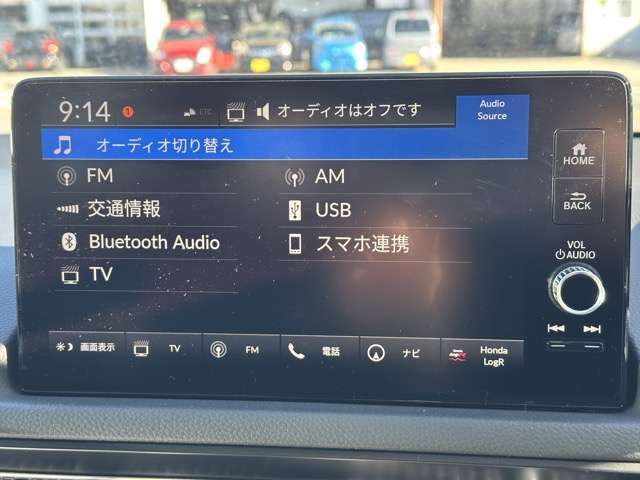 9:14 1 ETC オーディオはオフです Audio Source
オーディオ切り替え
FM AM
交通情報 USB
Bluetooth Audio スマホ連携
TV
HOME
BACK
VOL
AUDIO
画面表示 TV FM 電話 ナビ Honda LogR